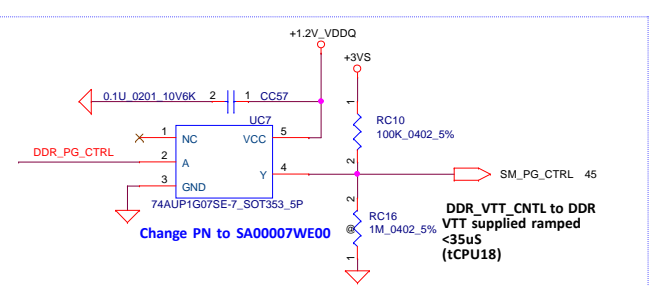 +1.2V_VDDQ
+3VS
0.1U_0201_10V6K 2 1 CC57
UC7
1 NC VCC 5
DDR_PG_CTRL 2 A
Y 4
3 GND
74AUP1G07SE-7_SOT353_5P
Change PN to SA00007WE00
1
RC10
100K_0402_5%
2
SM_PG_CTRL 45
2
RC16
@ 1M_0402_5%
1
DDR_VTT_CNTL to DDR
VTT supplied ramped
<35uS
(tCPU18)